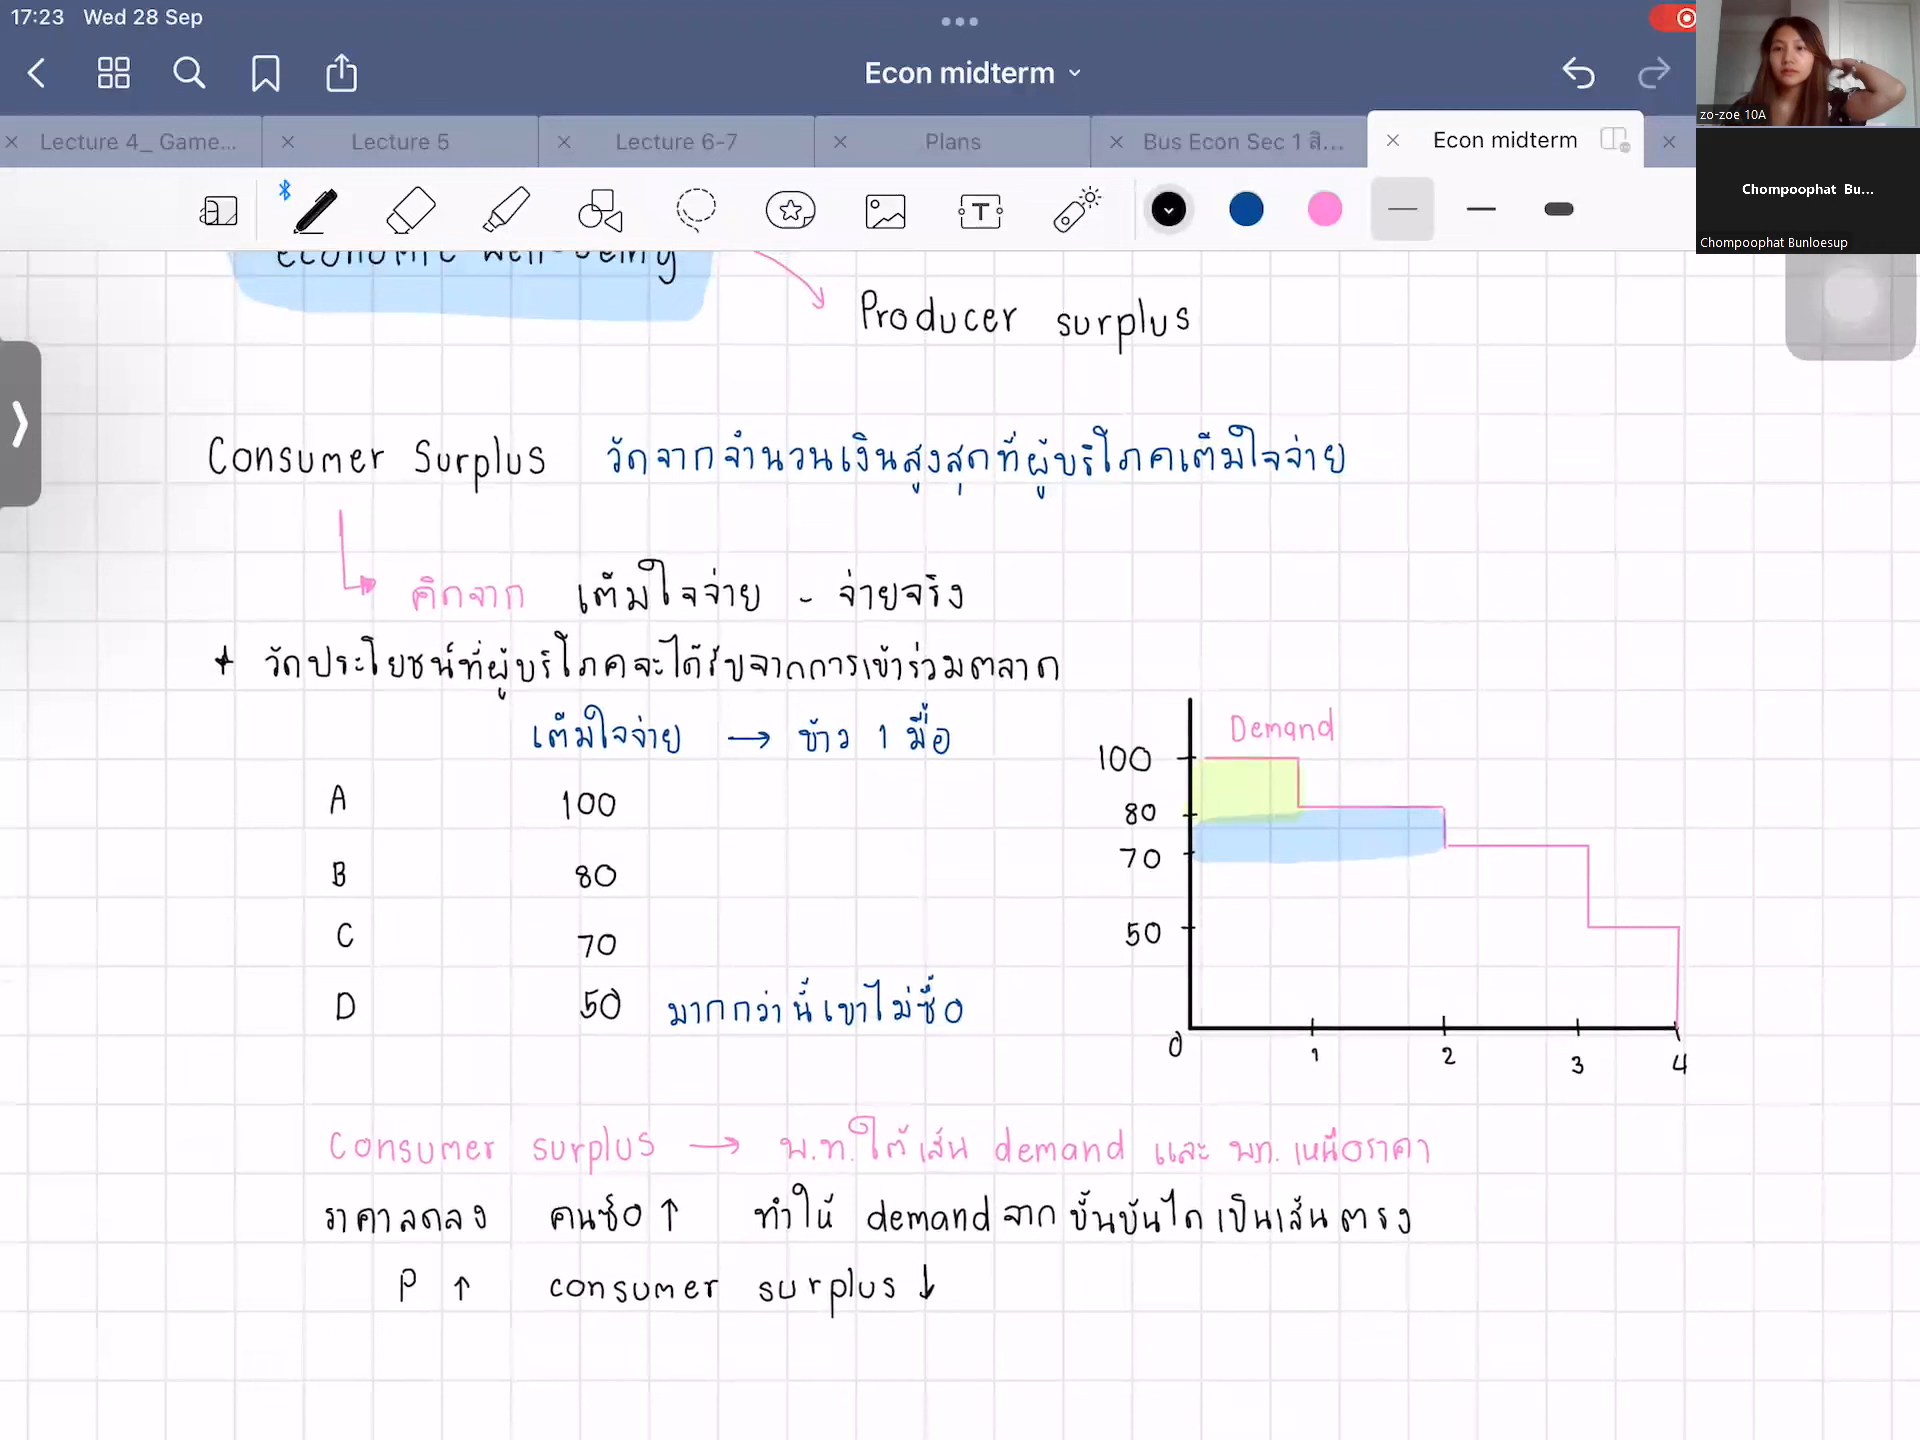 17:23 Wed 28 Sep
Econ midterm
zo-zoe 10A
Lecture 4_ Game...
Lecture 5
Lecture 6-7
Plans
Bus Econ Sec 1 สิ...
Econ midterm
Chompoophat Bu...
Chompoophat Bunloesup
economic well-being
Producer surplus
Consumer Surplus วัดจากจำนวนเงินสูงสุดที่ผู้บริโภคเต็มใจจ่าย
คิดจาก เต็มใจจ่าย - จ่ายจริง
* วัดประโยชน์ที่ผู้บริโภคจะได้รับจากการเข้าร่วมตลาด
เต็มใจจ่าย → ข้าว 1 มื้อ
A 100
B 80
C 70
D 50 มากกว่านี้เขาไม่ซื้อ
Demand
100
80
70
50
0 1 2 3 4
Consumer surplus → พ.ท.ใต้เส้น demand และ พท. เหนือราคา
ราคาลดลง คนซื้อ ↑ ทำให้ demand จากขั้นบันไดเป็นเส้นตรง
P ↑ consumer surplus ↓